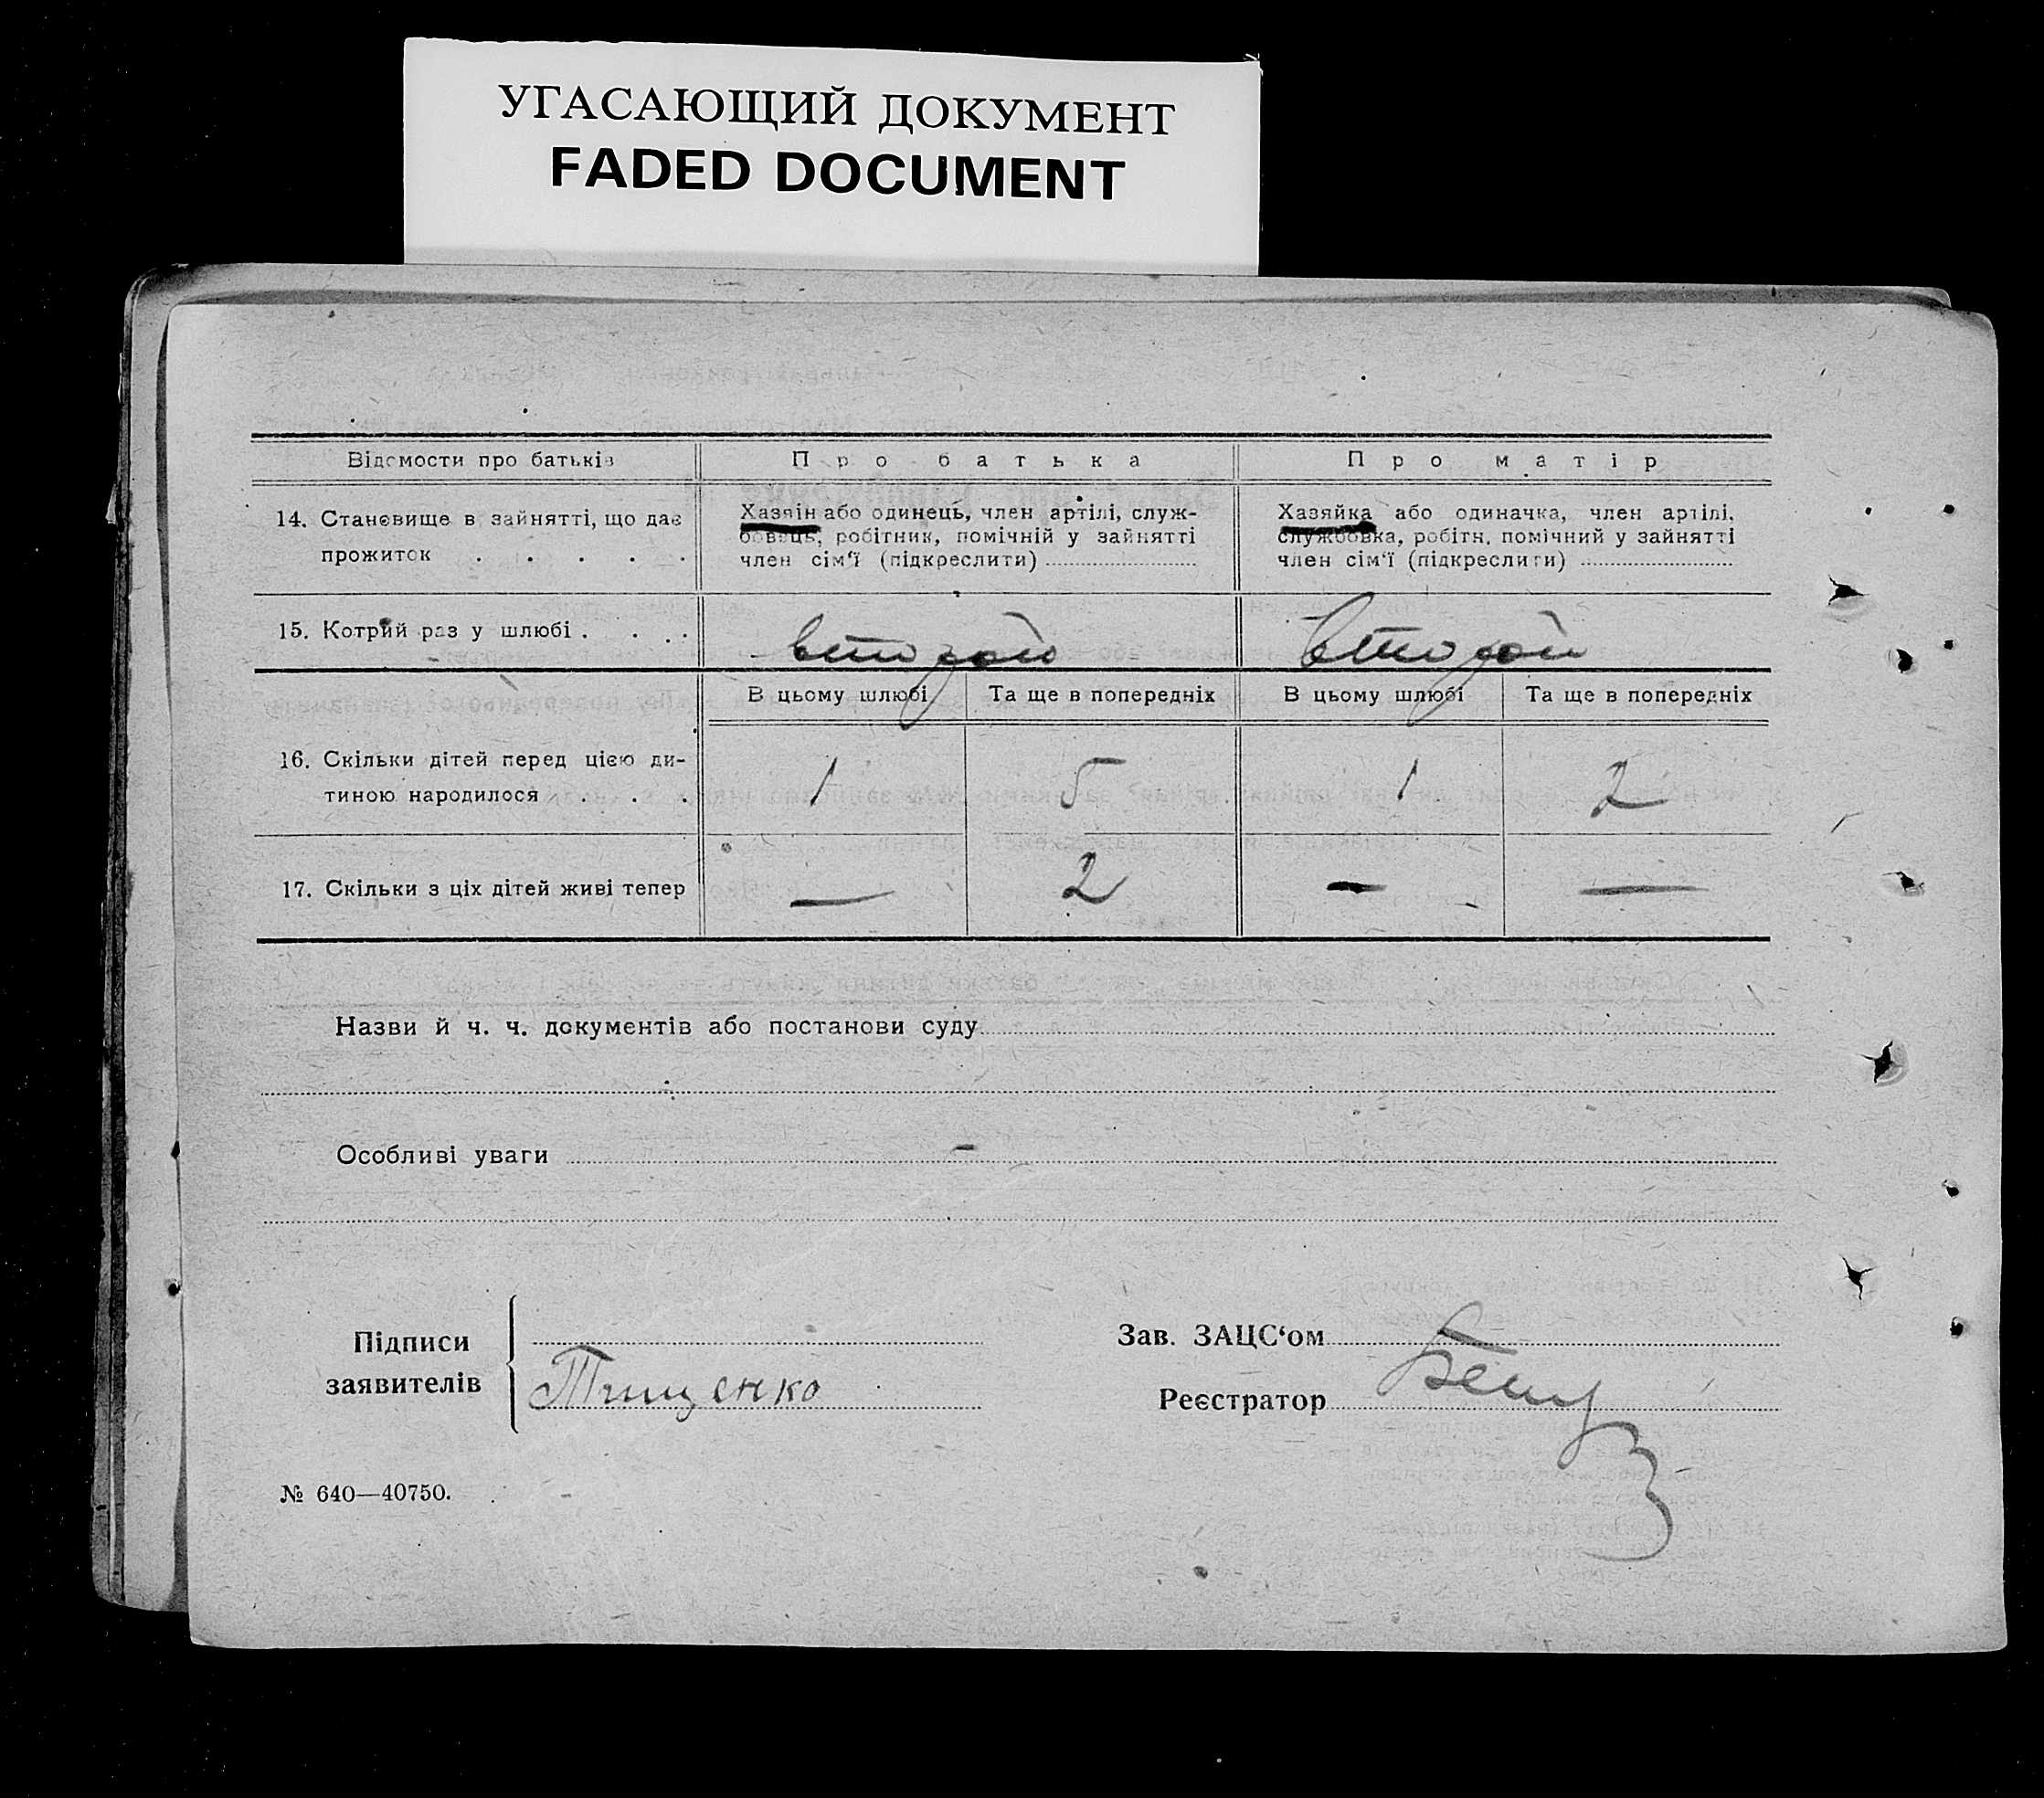 УГАСАЮЩИЙ ДОКУМЕНТ
FADED DOCUMENT
Відомости про батьків
Про батька
Про матір
14. Становище в зайнятті, що дає
прожиток . . . . .
Хазяін або одинець, член артілі, служ-
бовець, робітник, помічній у зайнятті
член сім'ї (підкреслити)
Хазяйка або одиначка, член артілі,
службовка, робітн. помічний у зайнятті
член сім'ї (підкреслити)
15. Котрий раз у шлюбі . . . .
второй
второй
В цьому шлюбі
Та ще в попередніх
В цьому шлюбі
Та ще в попередніх
16. Скільки дітей перед цією ди-
тиною народилося . . .
1
5
1
2
17. Скільки з ціх дітей живі тепер
—
2
—
—
Назви й ч. ч. документів або постанови суду
Особливі уваги –
Підписи
заявителів
Тищенко
Зав. ЗАЦС'ом
Реєстратор
№ 640—40750.